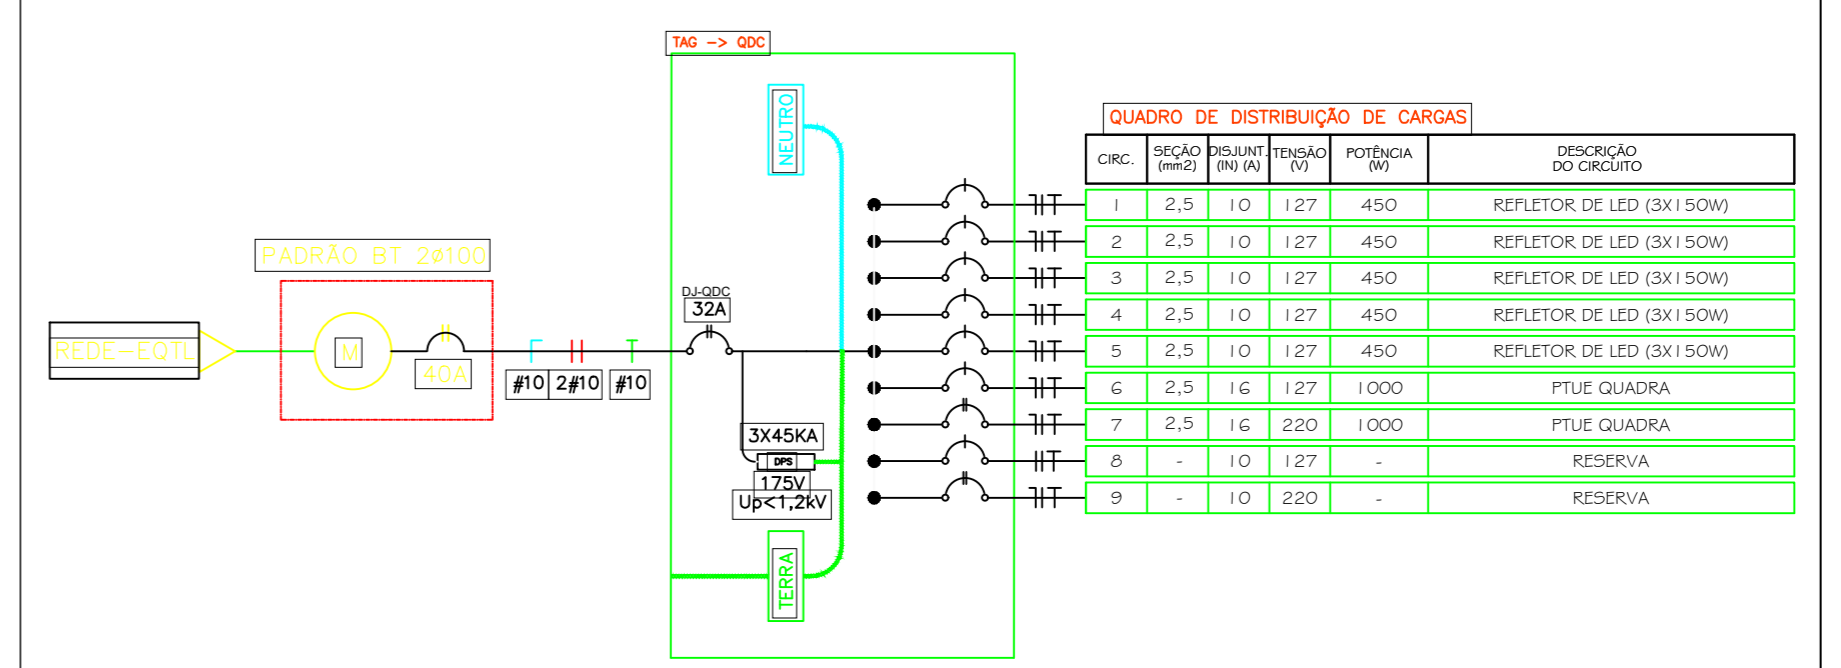 TAG -> QDC
NEUTRO
QUADRO DE DISTRIBUIÇÃO DE CARGAS
CIRC. SEÇÃO (mm2) DISJUNT. (IN) (A) TENSÃO (V) POTÊNCIA (W) DESCRIÇÃO DO CIRCUITO
1 2,5 10 127 450 REFLETOR DE LED (3X150W)
2 2,5 10 127 450 REFLETOR DE LED (3X150W)
3 2,5 10 127 450 REFLETOR DE LED (3X150W)
4 2,5 10 127 450 REFLETOR DE LED (3X150W)
5 2,5 10 127 450 REFLETOR DE LED (3X150W)
6 2,5 16 127 1000 PTUE QUADRA
7 2,5 16 220 1000 PTUE QUADRA
8 - 10 127 - RESERVA
9 - 10 220 - RESERVA
PADRÃO BT 2ø100
REDE-EQTL
M
40A
#10 2#10 #10
DJ-QDC
32A
3X45KA
DPS
175V
Up<1,2kV
TERRA